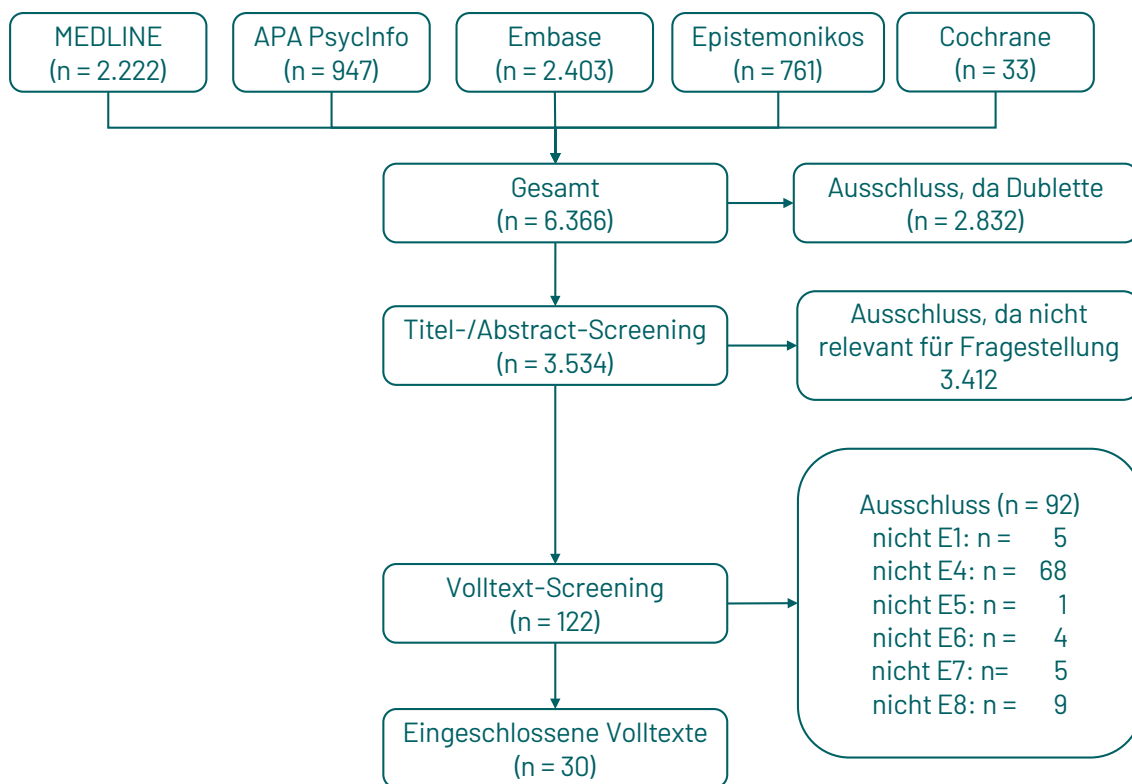 MEDLINE
(n = 2.222)
APA PsycInfo
(n = 947)
Embase
(n = 2.403)
Epistemonikos
(n = 761)
Cochrane
(n = 33)
Gesamt
(n = 6.366)
Ausschluss, da Dublette
(n = 2.832)
Titel-/Abstract-Screening
(n = 3.534)
Ausschluss, da nicht
relevant für Fragestellung
3.412
Volltext-Screening
(n = 122)
Ausschluss (n = 92)
nicht E1: n = 5
nicht E4: n = 68
nicht E5: n = 1
nicht E6: n = 4
nicht E7: n= 5
nicht E8: n = 9
Eingeschlossene Volltexte
(n = 30)